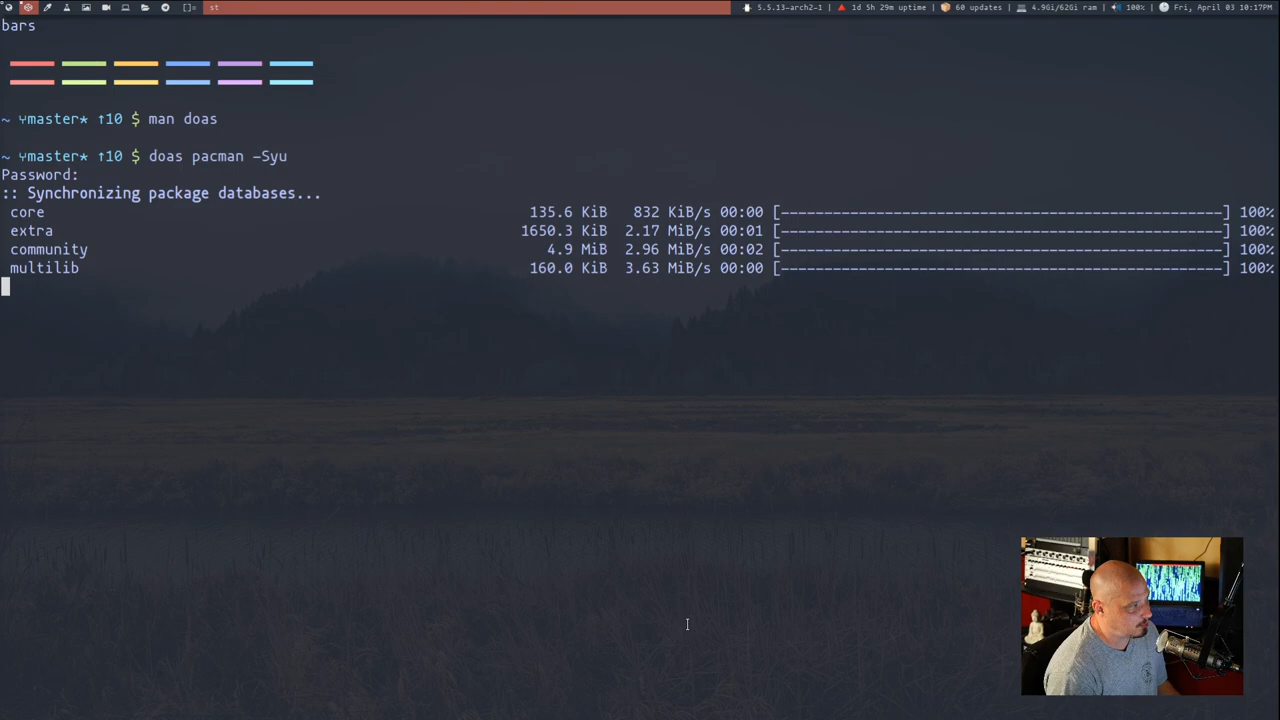 []= st 5.5.13-arch2-1 | 1d 5h 29m uptime | 60 updates | 4.9Gi/62Gi ram | 100% | Fri, April 03 10:17PM
bars
~ master* ↑10 $ man doas
~ master* ↑10 $ doas pacman -Syu
Password:
:: Synchronizing package databases...
core 135.6 KiB 832 KiB/s 00:00 [----------------------------------------------------] 100%
extra 1650.3 KiB 2.17 MiB/s 00:01 [----------------------------------------------------] 100%
community 4.9 MiB 2.96 MiB/s 00:02 [----------------------------------------------------] 100%
multilib 160.0 KiB 3.63 MiB/s 00:00 [----------------------------------------------------] 100%